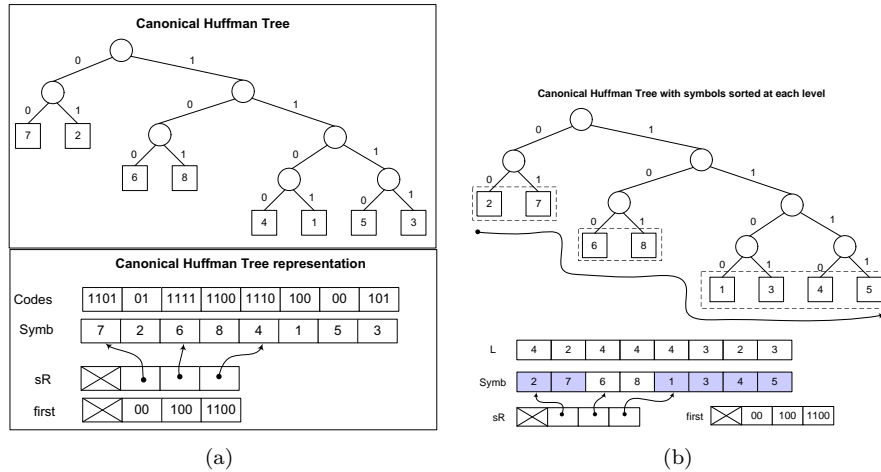 Canonical Huffman Tree
0 1
0 1 0 1
7 2 0 1 0 1
6 8 0 1 0 1
4 1 5 3
Canonical Huffman Tree representation
Codes 1101 01 1111 1100 1110 100 00 101
Symb 7 2 6 8 4 1 5 3
sR
first 00 100 1100
(a)
Canonical Huffman Tree with symbols sorted at each level
0 1
0 1 0 1
2 7 0 1 0 1
6 8 0 1 0 1
1 3 4 5
L 4 2 4 4 4 3 2 3
Symb 2 7 6 8 1 3 4 5
sR first 00 100 1100
(b)